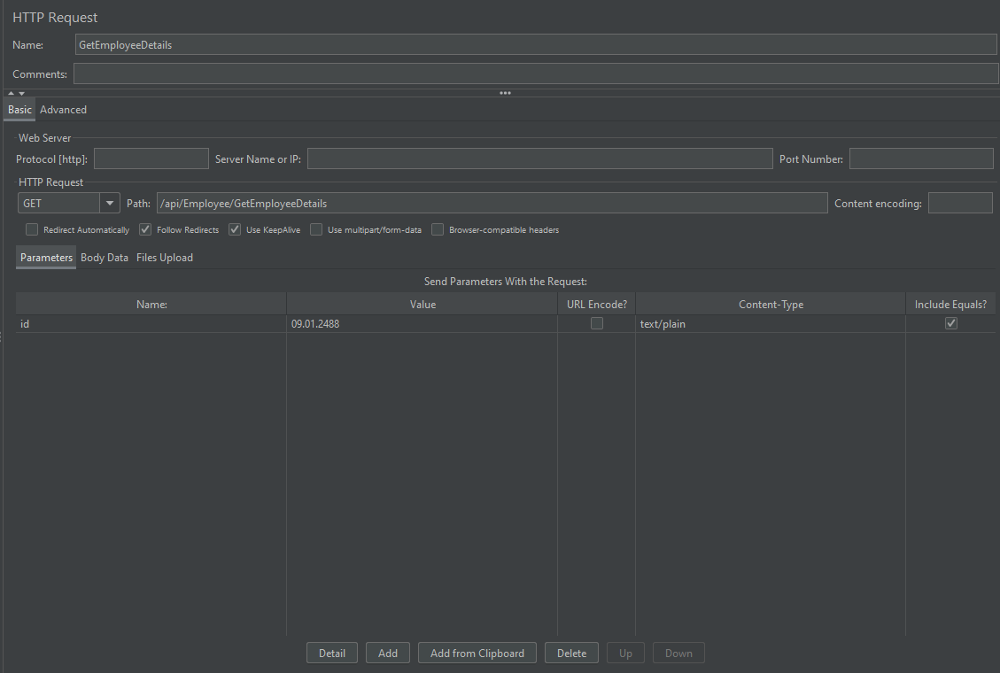 HTTP Request
Name: GetEmployeeDetails
Comments:
Basic Advanced
Web Server
Protocol [http]: Server Name or IP: Port Number:
HTTP Request
GET Path: /api/Employee/GetEmployeeDetails Content encoding:
Redirect Automatically Follow Redirects Use KeepAlive Use multipart/form-data Browser-compatible headers
Parameters Body Data Files Upload
Send Parameters With the Request:
Name: Value URL Encode? Content-Type Include Equals?
id 09.01.2488 text/plain
Detail Add Add from Clipboard Delete Up Down